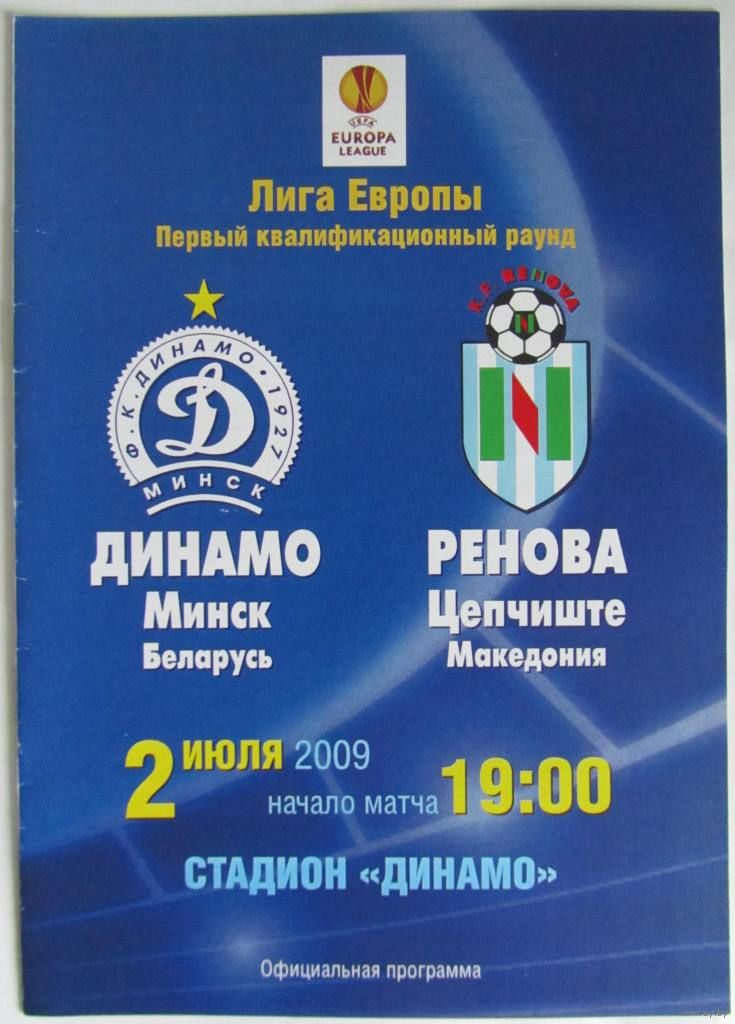 UEFA
EUROPA
LEAGUE
Лига Европы
Первый квалификационный раунд
Ф.К.ДИНАМО • 1927
МИНСК
K.F. RENOVA
N
N
ДИНАМО
Минск
Беларусь
РЕНОВА
Цепчиште
Македония
2 ИЮЛЯ 2009
начало матча 19:00
СТАДИОН «ДИНАМО»
Официальная программа